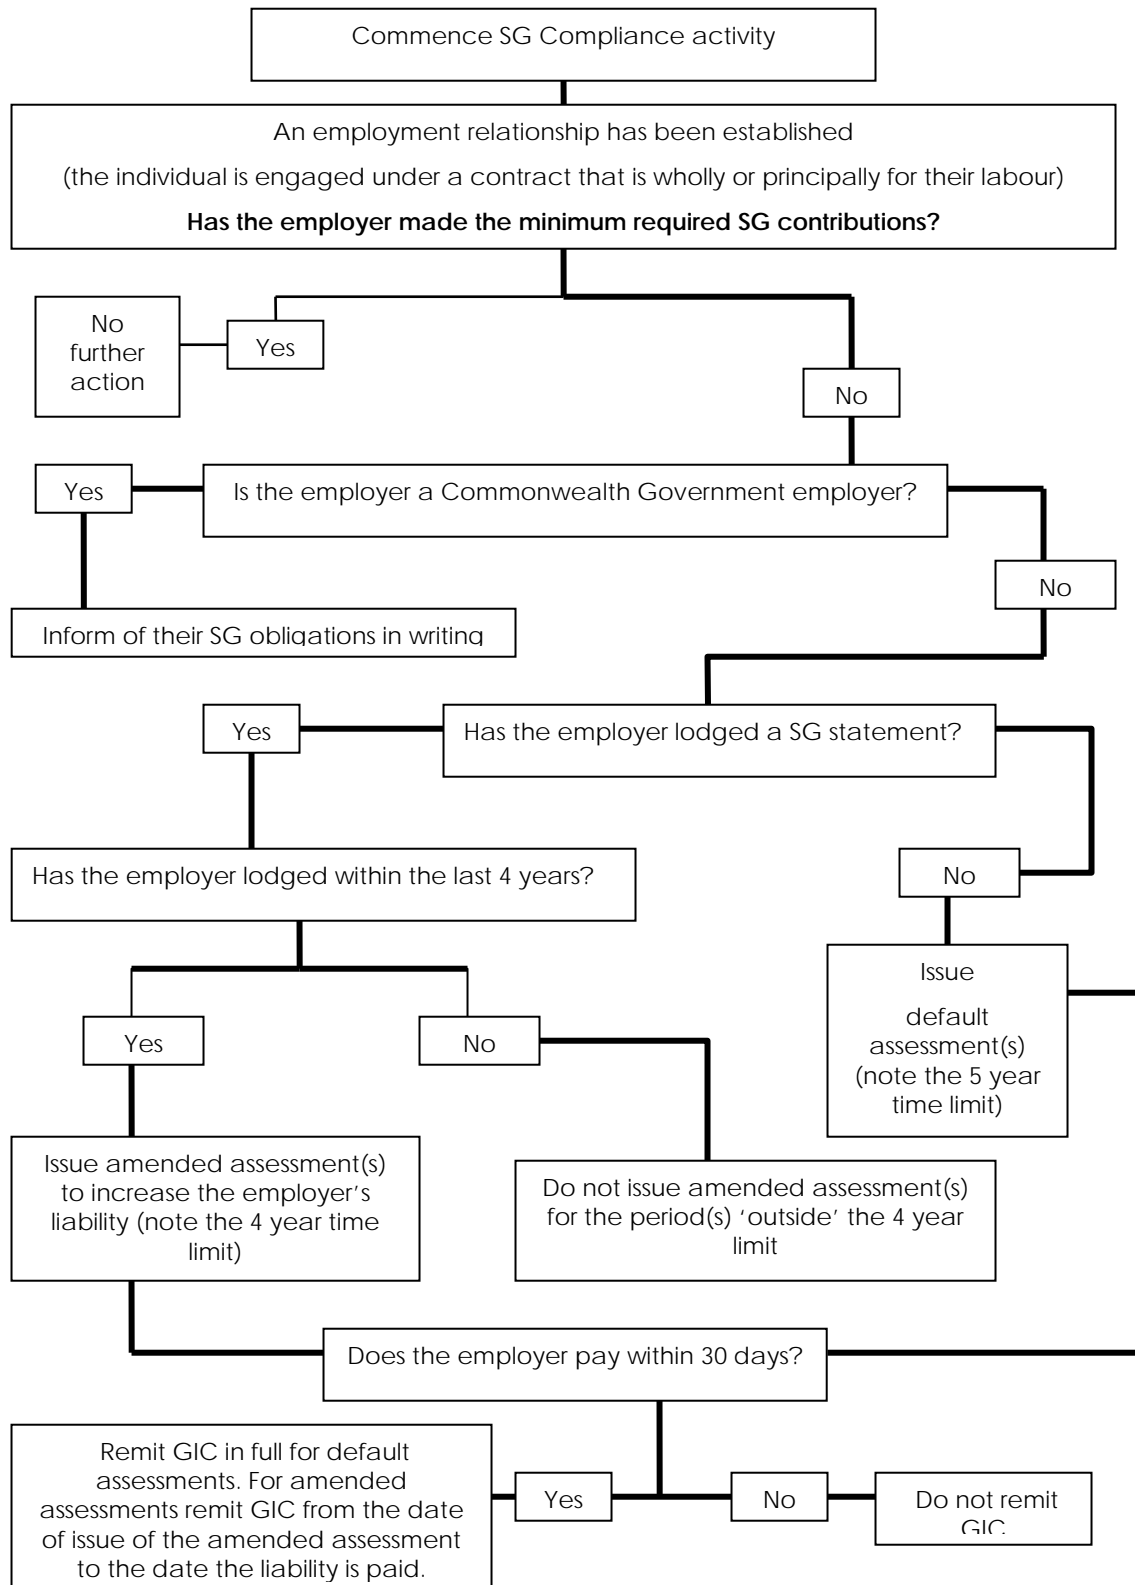 Commence SG Compliance activity
An employment relationship has been established
(the individual is engaged under a contract that is wholly or principally for their labour)
Has the employer made the minimum required SG contributions?
No
further
action
Yes
No
Yes
Is the employer a Commonwealth Government employer?
No
Inform of their SG obligations in writing
Yes
Has the employer lodged a SG statement?
Has the employer lodged within the last 4 years?
No
Issue
default
assessment(s)
(note the 5 year
time limit)
Yes
No
Issue amended assessment(s)
to increase the employer's
liability (note the 4 year time
limit)
Do not issue amended assessment(s)
for the period(s) ‘outside’ the 4 year
limit
Does the employer pay within 30 days?
Remit GIC in full for default
assessments. For amended
assessments remit GIC from the date
of issue of the amended assessment
to the date the liability is paid.
Yes
No
Do not remit
GIC